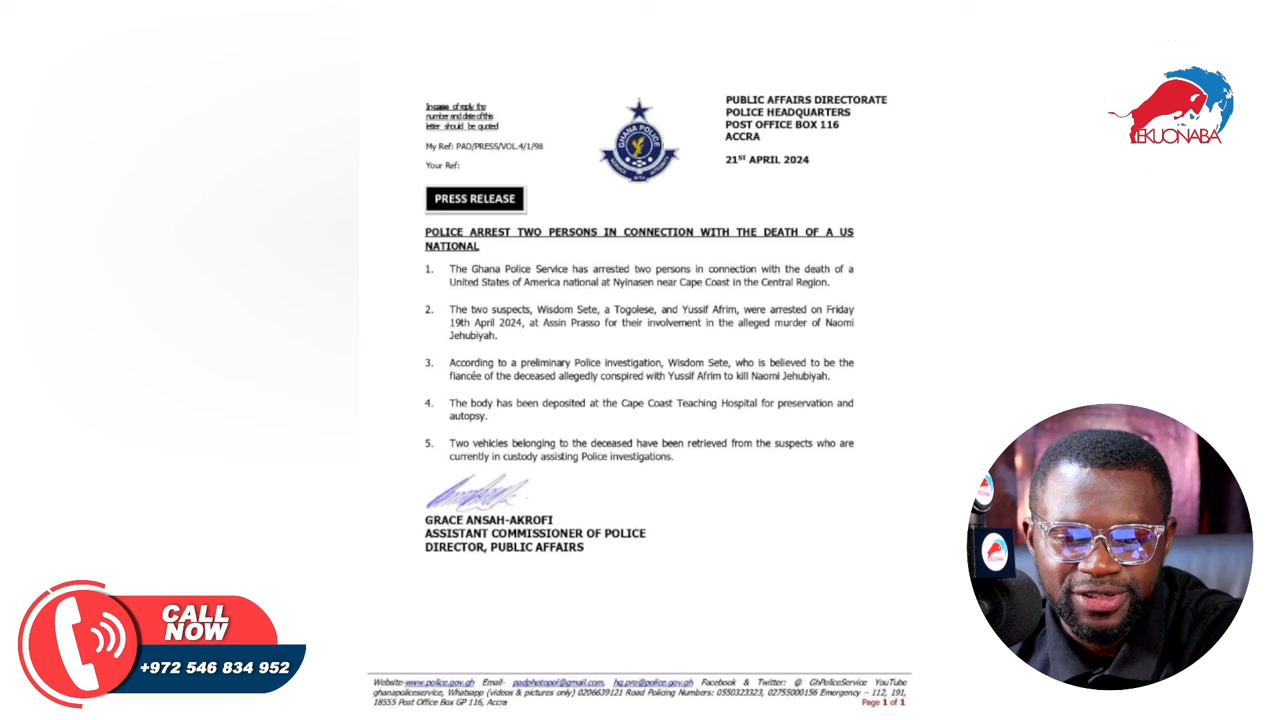 In case of reply the
number and date of this
letter should be quoted
My Ref: PAD/PRESS/VOL.4/1/98
Your Ref:
GHANA POLICE
SERVICE WITH INTEGRITY
PUBLIC AFFAIRS DIRECTORATE
POLICE HEADQUARTERS
POST OFFICE BOX 116
ACCRA
21ST APRIL 2024
EKUONABA
PRESS RELEASE
POLICE ARREST TWO PERSONS IN CONNECTION WITH THE DEATH OF A US
NATIONAL
1. The Ghana Police Service has arrested two persons in connection with the death of a
United States of America national at Nyinasen near Cape Coast in the Central Region.
2. The two suspects, Wisdom Sete, a Togolese, and Yussif Afrim, were arrested on Friday
19th April 2024, at Assin Prasso for their involvement in the alleged murder of Naomi
Jehubiyah.
3. According to a preliminary Police investigation, Wisdom Sete, who is believed to be the
fiancée of the deceased allegedly conspired with Yussif Afrim to kill Naomi Jehubiyah.
4. The body has been deposited at the Cape Coast Teaching Hospital for preservation and
autopsy.
5. Two vehicles belonging to the deceased have been retrieved from the suspects who are
currently in custody assisting Police investigations.
GRACE ANSAH-AKROFI
ASSISTANT COMMISSIONER OF POLICE
DIRECTOR, PUBLIC AFFAIRS
CALL
NOW
+972 546 834 952
Website-www.police.gov.gh Email- padphotopol@gmail.com, hq.pro@police.gov.gh Facebook & Twitter: @ GhPoliceService YouTube
ghanapoliceservice, Whatsapp (videos & pictures only) 0206639121 Road Policing Numbers: 0550323323, 02755000156 Emergency – 112, 191,
18555 Post Office Box GP 116, Accra
Page 1 of 1